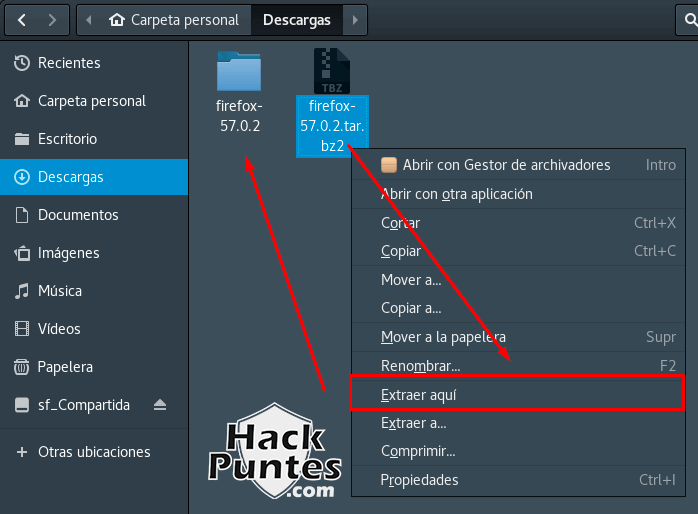 Carpeta personal
Descargas
Recientes
Carpeta personal
Escritorio
Descargas
Documentos
Imágenes
Música
Vídeos
Papelera
sf_Compartida
Otras ubicaciones
firefox-
57.0.2
TBZ
firefox-
57.0.2.tar.
bz2
Abrir con Gestor de archivadores Intro
Abrir con otra aplicación
Cortar Ctrl+X
Copiar Ctrl+C
Mover a...
Copiar a...
Mover a la papelera Supr
Renombrar... F2
Extraer aquí
Extraer a...
Comprimir...
Propiedades Ctrl+I
Hack
Puntes
.com